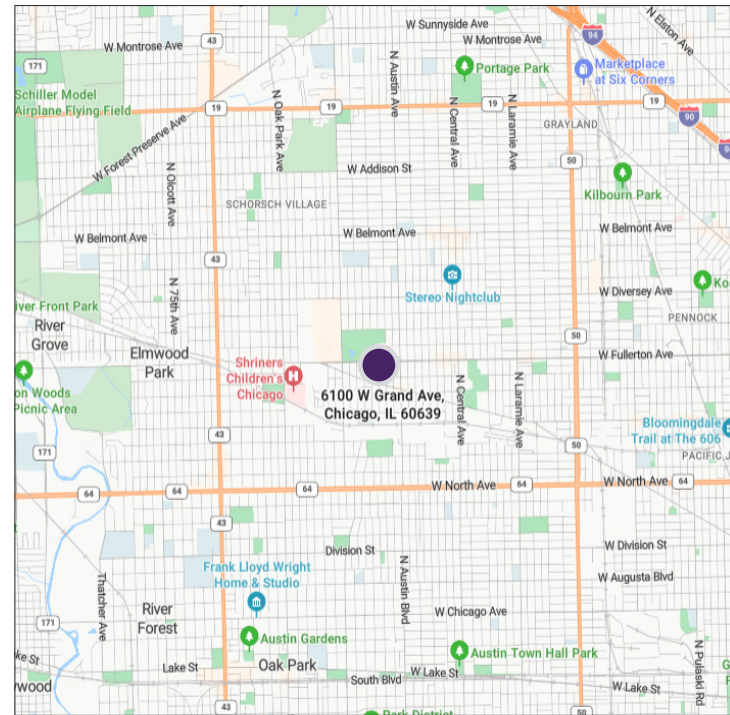 W Sunnyside Ave
N Elston Ave
W Montrose Ave
43
W Montrose Ave
94
171
Portage Park
Marketplace
at Six Corners
Schiller Model
Airplane Flying Field
N Austin Ave
19
19
19
N Central Ave
N Laramie Ave
90
GRAYLAND
W Forest Preserve Ave
N Oak Park Ave
50
W Addison St
N Olcott Ave
Kilbourn Park
SCHORSCH VILLAGE
W Belmont Ave
W Belmont Ave
W Belmont Ave
43
Stereo Nightclub
N 75th Ave
W Diversey Ave
PENNOCK
River
Grove
50
Elmwood
Park
Shriners
Children's
Chicago
W Fullerton Ave
6100 W Grand Ave,
Chicago, IL 60639
N Central Ave
N Laramie Ave
Picnic Area
Bloomingdale
Trail at The 606
43
50
171
64
64
64
W North Ave
64
W North Ave
64
43
Division St
W Division St
N Austin Blvd
Frank Lloyd Wright
Home & Studio
W Augusta Blvd
Thatcher Ave
River
Forest
W Chicago Ave
171
Austin Gardens
Lake St
Oak Park
Austin Town Hall Park
W Lake St
South Blvd
W Lake St
N Pulaski Rd